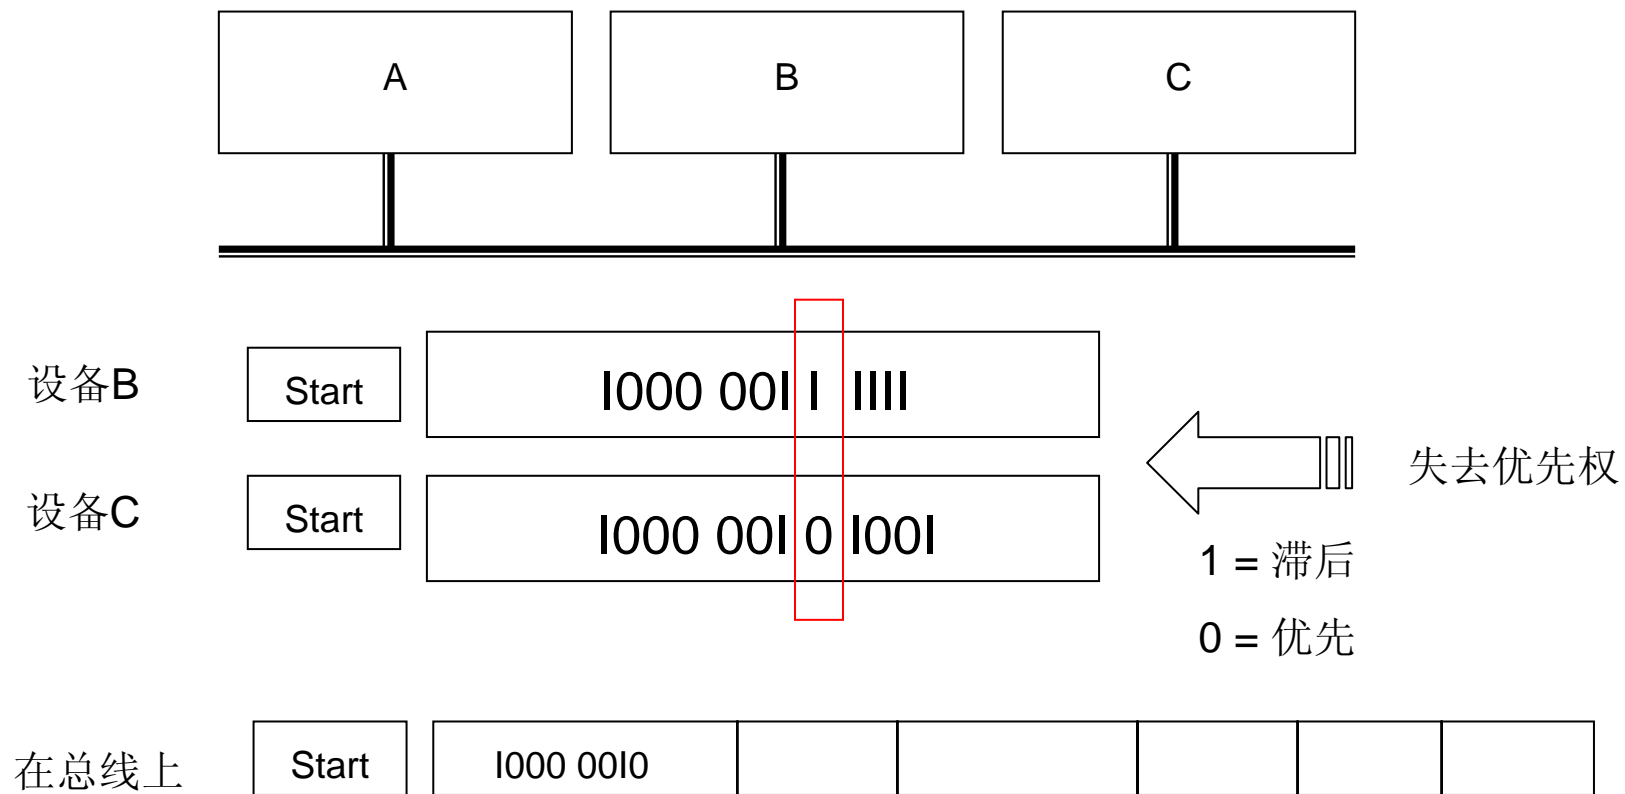 A
B
C
设备B
Start
I000 00I I IIII
设备C
Start
I000 00I 0 I00I
失去优先权
1 = 滞后
0 = 优先
在总线上
Start
I000 00I0